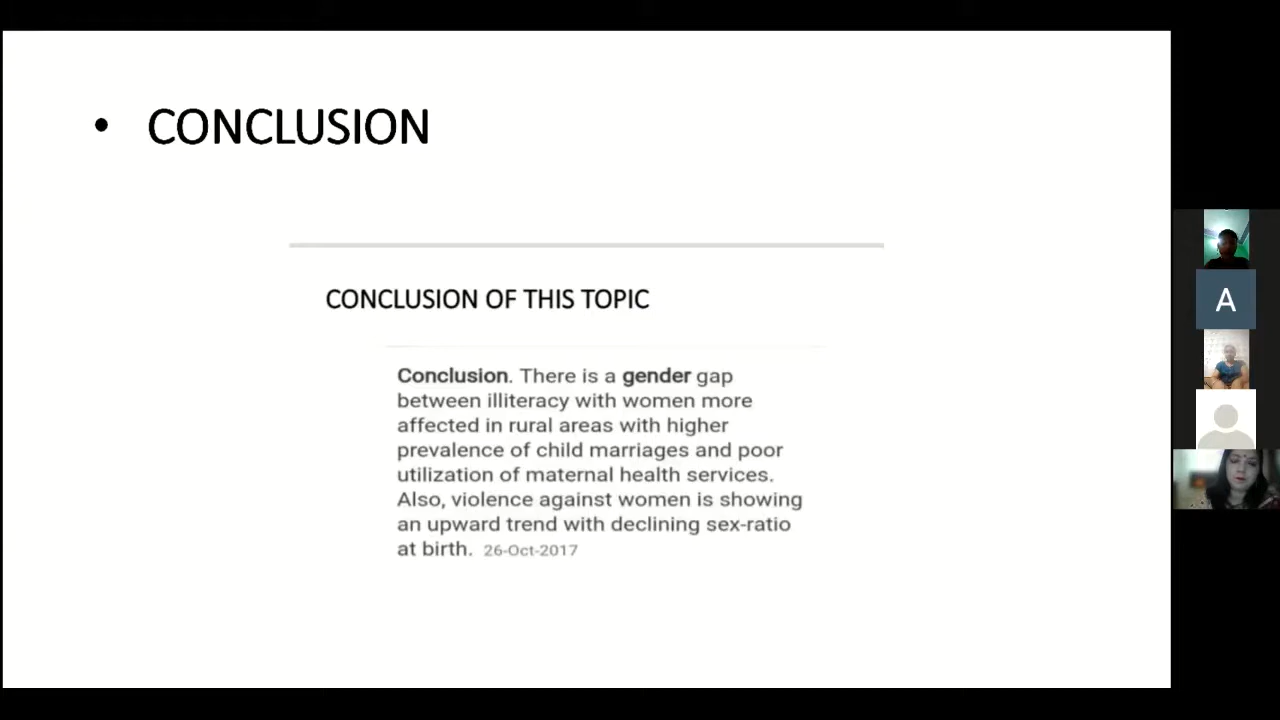 • CONCLUSION
CONCLUSION OF THIS TOPIC
Conclusion. There is a gender gap
between illiteracy with women more
affected in rural areas with higher
prevalence of child marriages and poor
utilization of maternal health services.
Also, violence against women is showing
an upward trend with declining sex-ratio
at birth. 26-Oct-2017
A